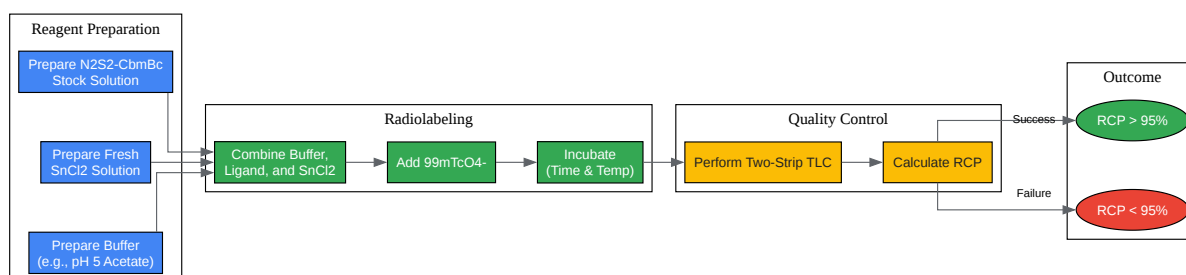 Reagent Preparation
Prepare N2S2-CbmBc
Stock Solution
Prepare Fresh
SnCl2 Solution
Prepare Buffer
(e.g., pH 5 Acetate)
Radiolabeling
Combine Buffer,
Ligand, and SnCl2
Add 99mTcO4-
Incubate
(Time & Temp)
Quality Control
Perform Two-Strip TLC
Calculate RCP
Success
Failure
Outcome
RCP > 95%
RCP < 95%